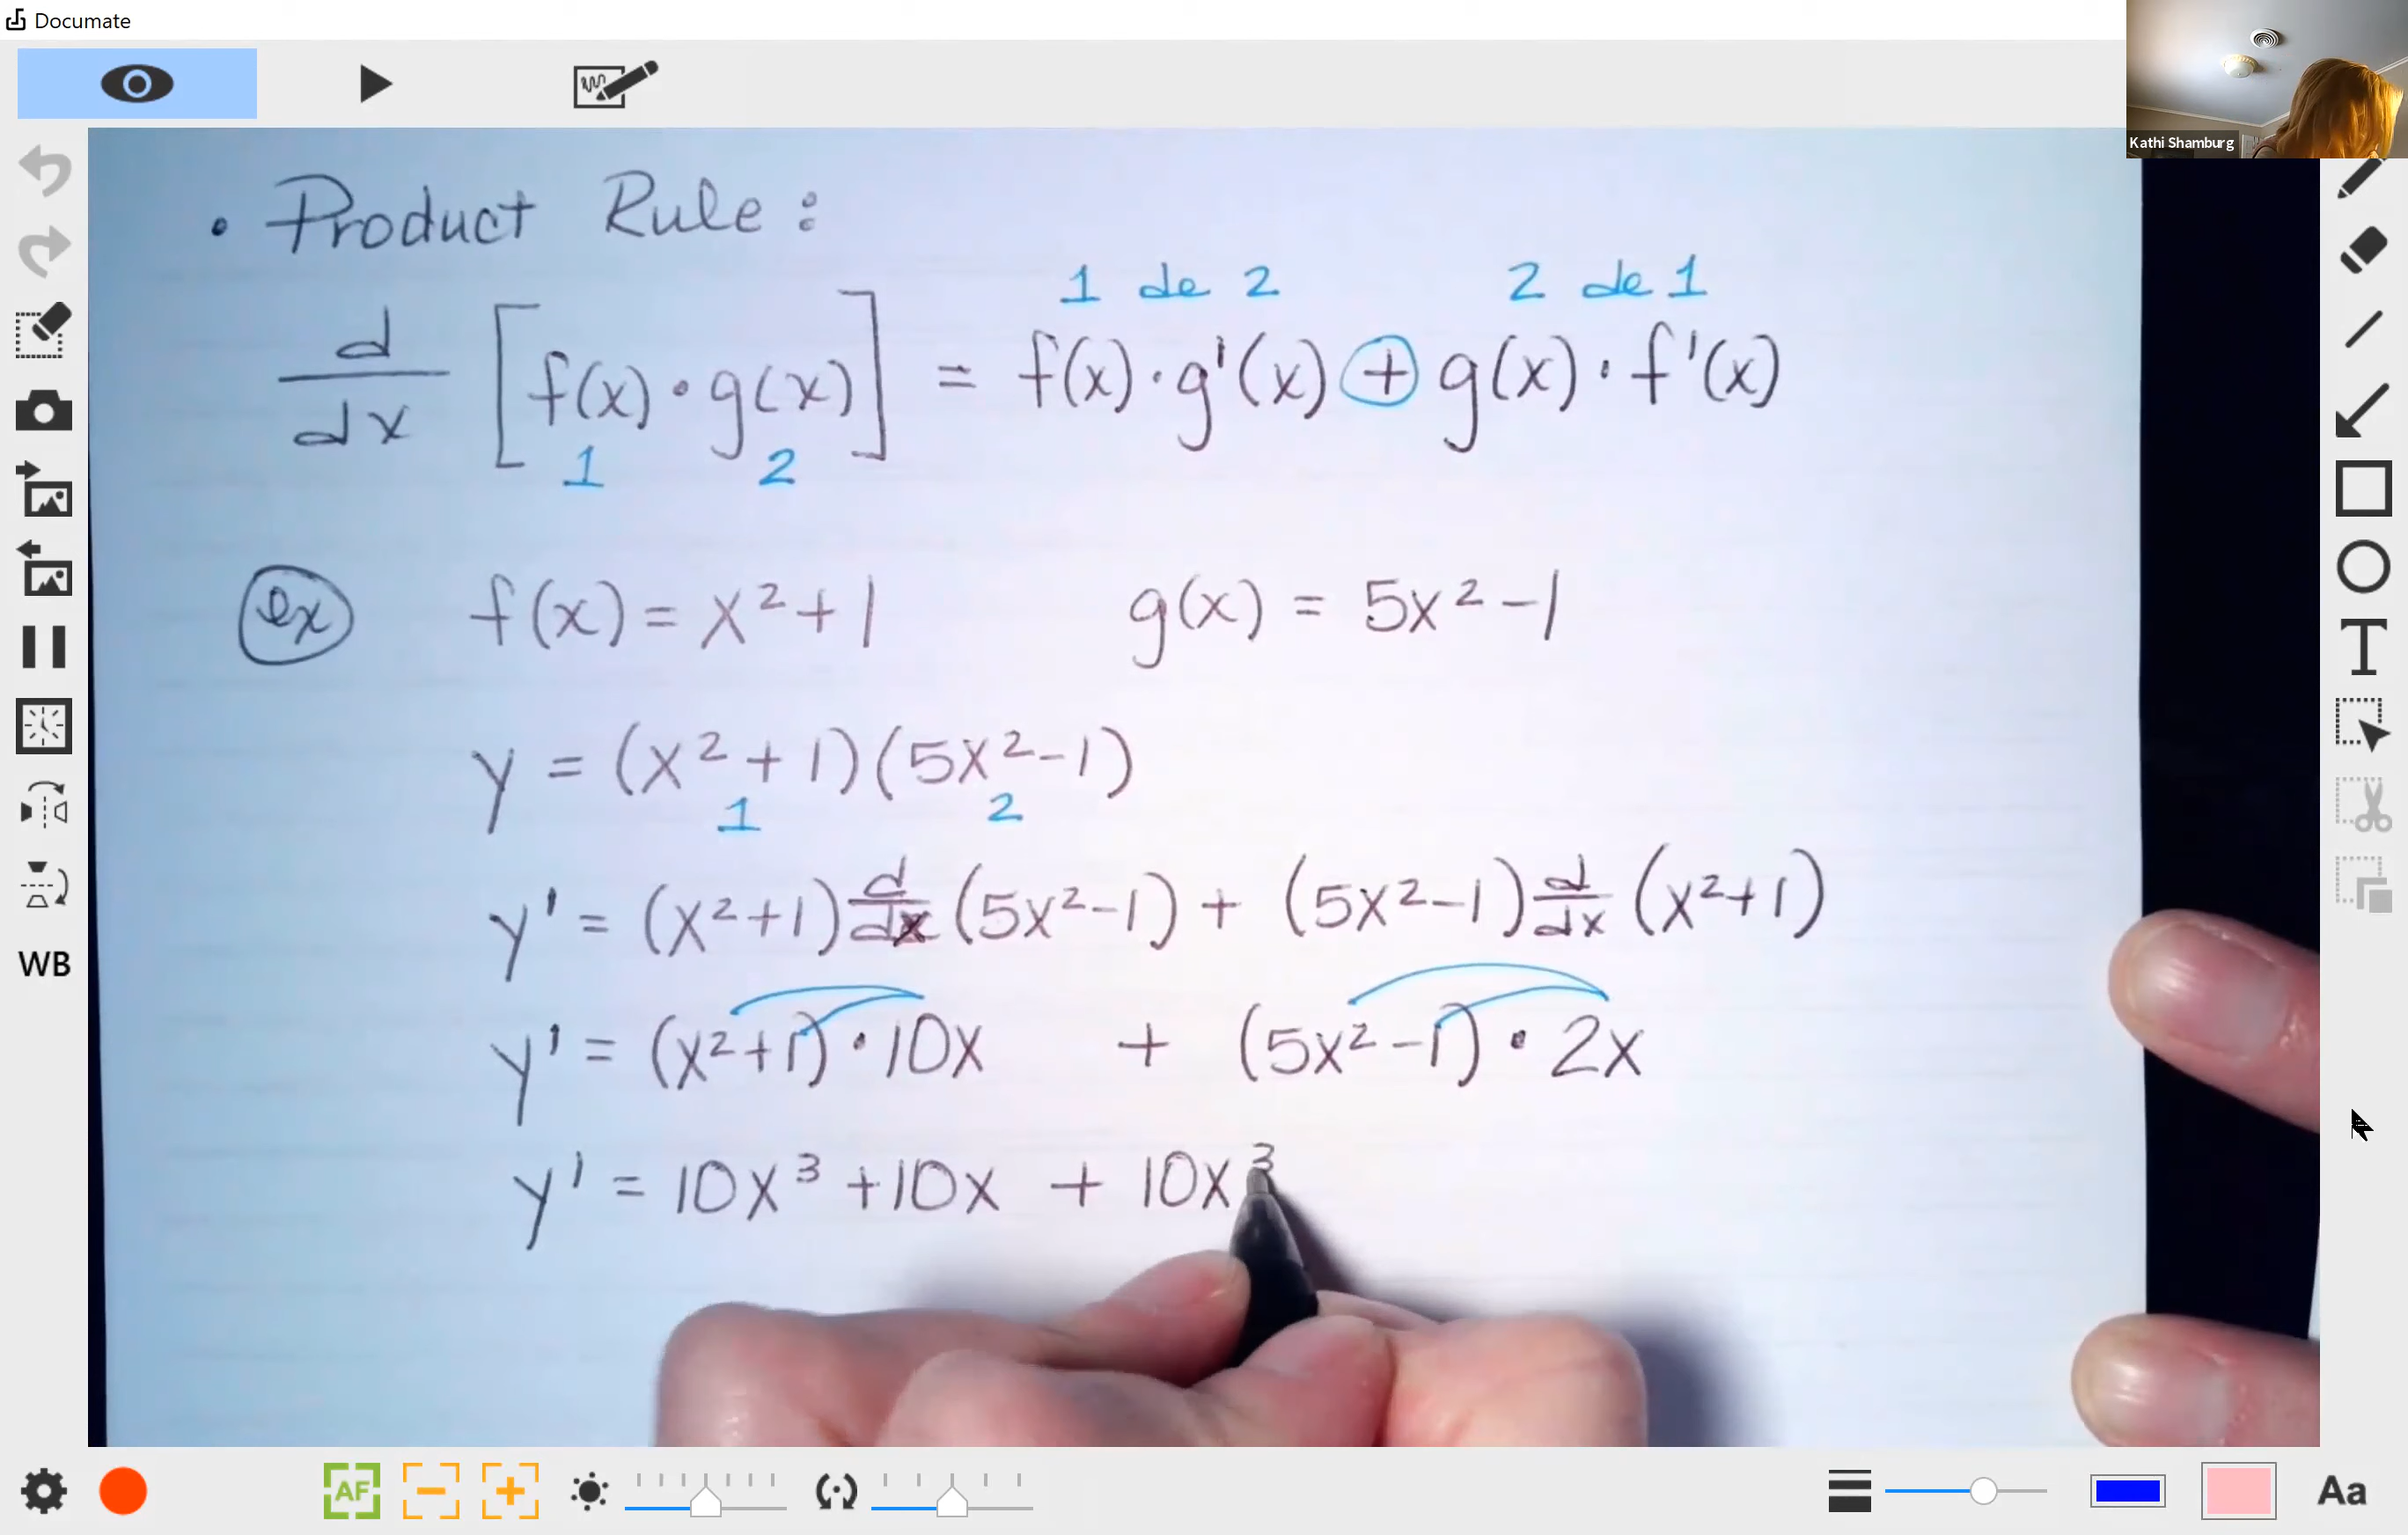 Documate
Kathi Shamburg
• Product Rule:
1 de 2 2 de 1
d/dx [f(x)·g(x)] = f(x)·g'(x) + g(x)·f'(x)
1 2
ex f(x) = x²+1 g(x) = 5x²-1
y = (x²+1)(5x²-1)
1 2
y' = (x²+1) d/dx (5x²-1) + (5x²-1) d/dx (x²+1)
y' = (x²+1)·10x + (5x²-1)·2x
y' = 10x³ +10x + 10x³
WB
T
AF
Aa